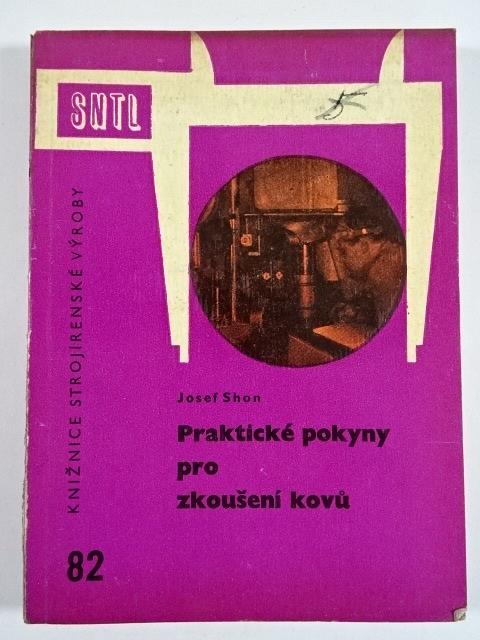 SNTL
KNIŽNICE STROJÍRENSKÉ VÝROBY
Josef Shon
Praktické pokyny
pro
zkoušení kovů
82